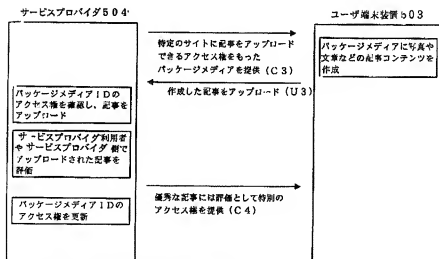 サービスプロバイダ504
ユーザ端末装置503
特定のサイトに記事をアップロード
できるアクセス権をもった
パッケージメディアを提供(C3)
パッケージメディアに写真や
文章などの記事コンテンツを
作成
作成した記事をアップロード(U3)
パッケージメディアIDの
アクセス権を確認し、記事を
アップロード
サービスプロバイダ利用者
やサービスプロバイダ側で
アップロードされた記事を
評価
優秀な記事には評価として特別の
アクセス権を提供(C4)
パッケージメディアIDの
アクセス権を更新